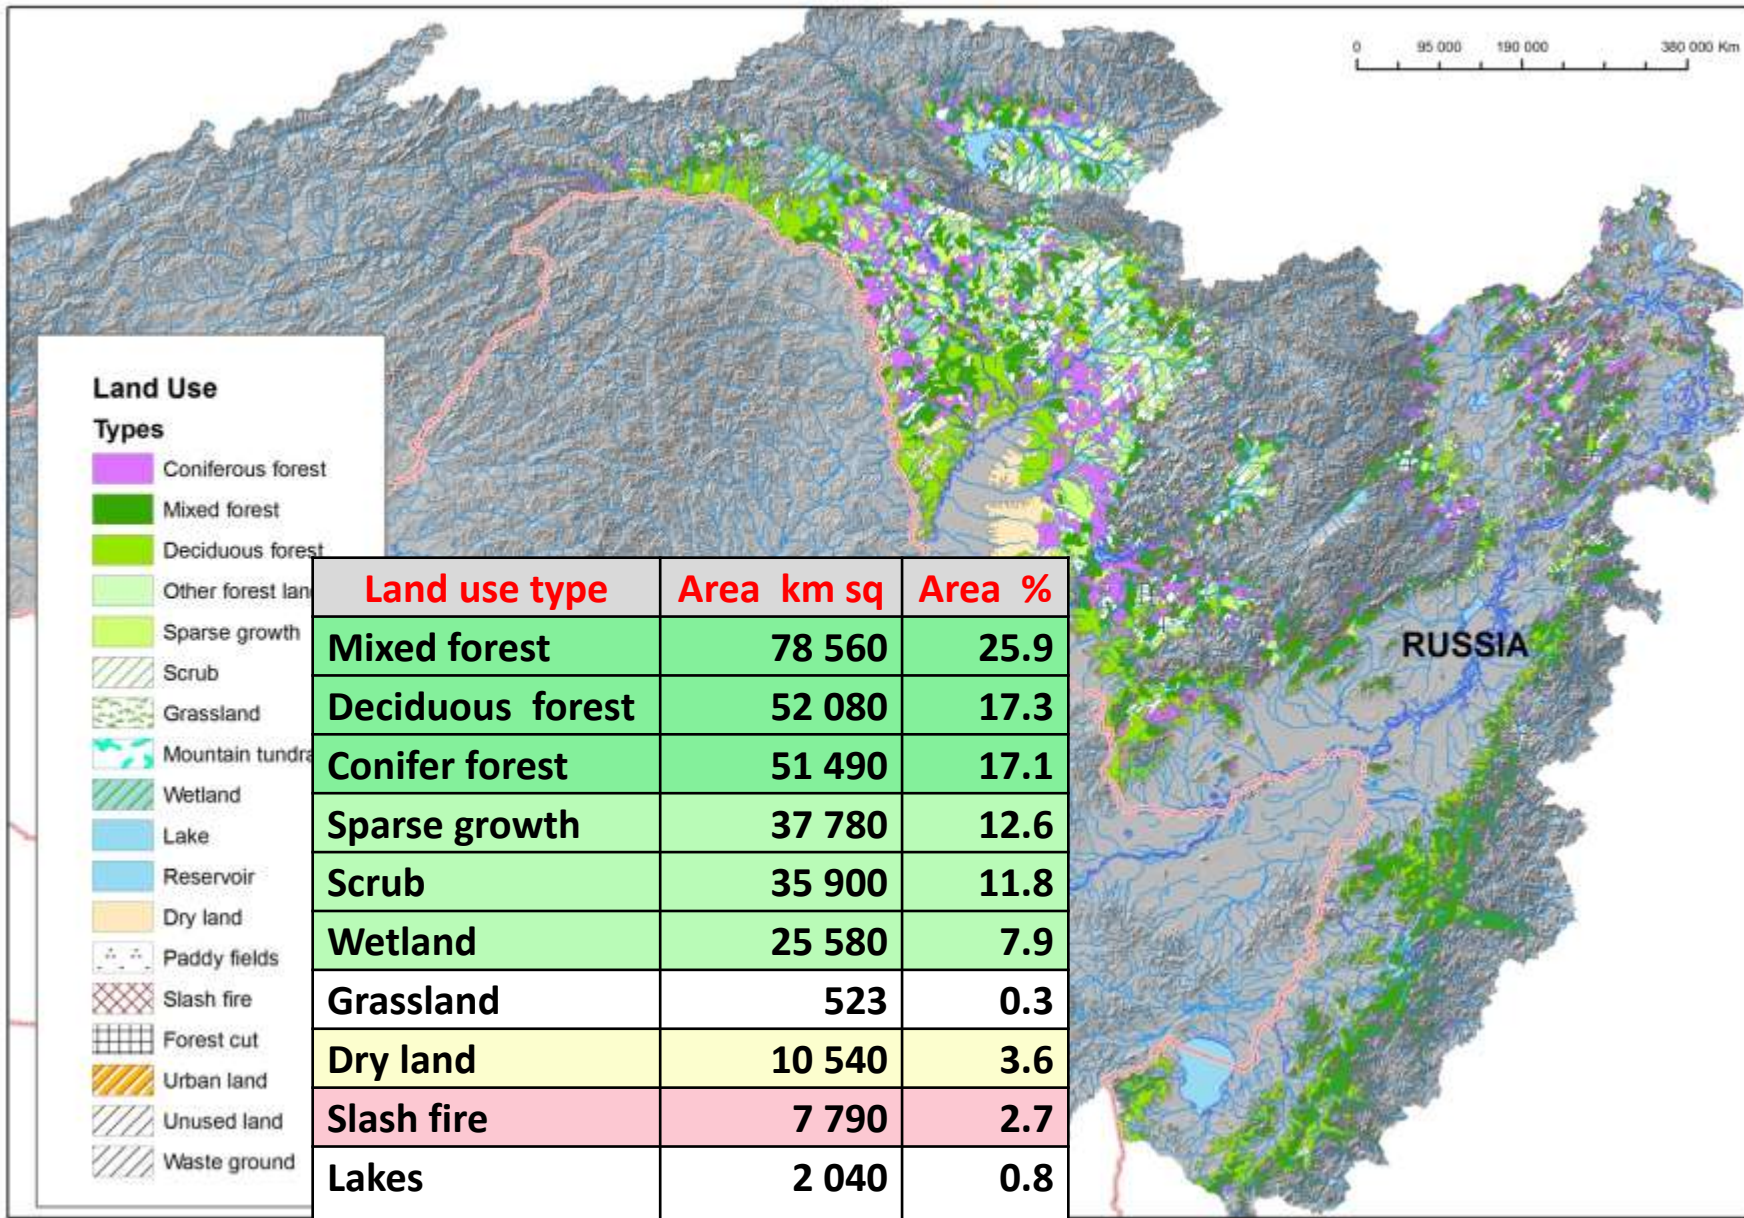 0 95 000 190 000 380 000 Km
Land Use
Types
Coniferous forest
Mixed forest
Deciduous forest
Other forest lan
Sparse growth
Scrub
Grassland
Mountain tundra
Wetland
Lake
Reservoir
Dry land
Paddy fields
Slash fire
Forest cut
Urban land
Unused land
Waste ground
RUSSIA
Land use type Area km sq Area %
Mixed forest 78 560 25.9
Deciduous forest 52 080 17.3
Conifer forest 51 490 17.1
Sparse growth 37 780 12.6
Scrub 35 900 11.8
Wetland 25 580 7.9
Grassland 523 0.3
Dry land 10 540 3.6
Slash fire 7 790 2.7
Lakes 2 040 0.8